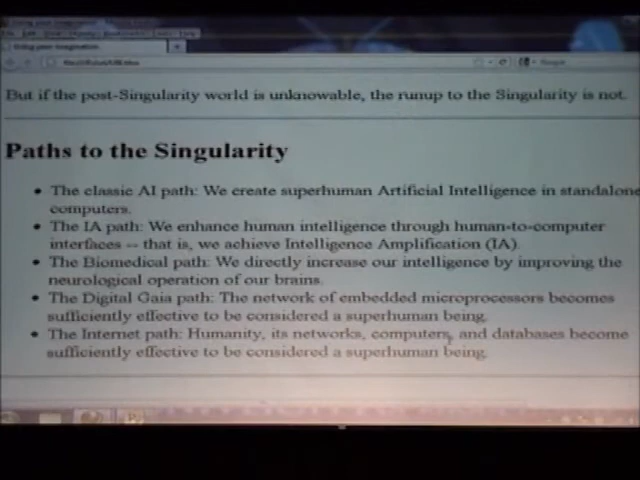 Using your imagination
But if the post-Singularity world is unknowable, the runup to the Singularity is not.
Paths to the Singularity
• The classic AI path: We create superhuman Artificial Intelligence in standalone
computers.
• The IA path: We enhance human intelligence through human-to-computer
interfaces -- that is, we achieve Intelligence Amplification (IA).
• The Biomedical path: We directly increase our intelligence by improving the
neurological operation of our brains.
• The Digital Gaia path: The network of embedded microprocessors becomes
sufficiently effective to be considered a superhuman being.
• The Internet path: Humanity, its networks, computers, and databases become
sufficiently effective to be considered a superhuman being.